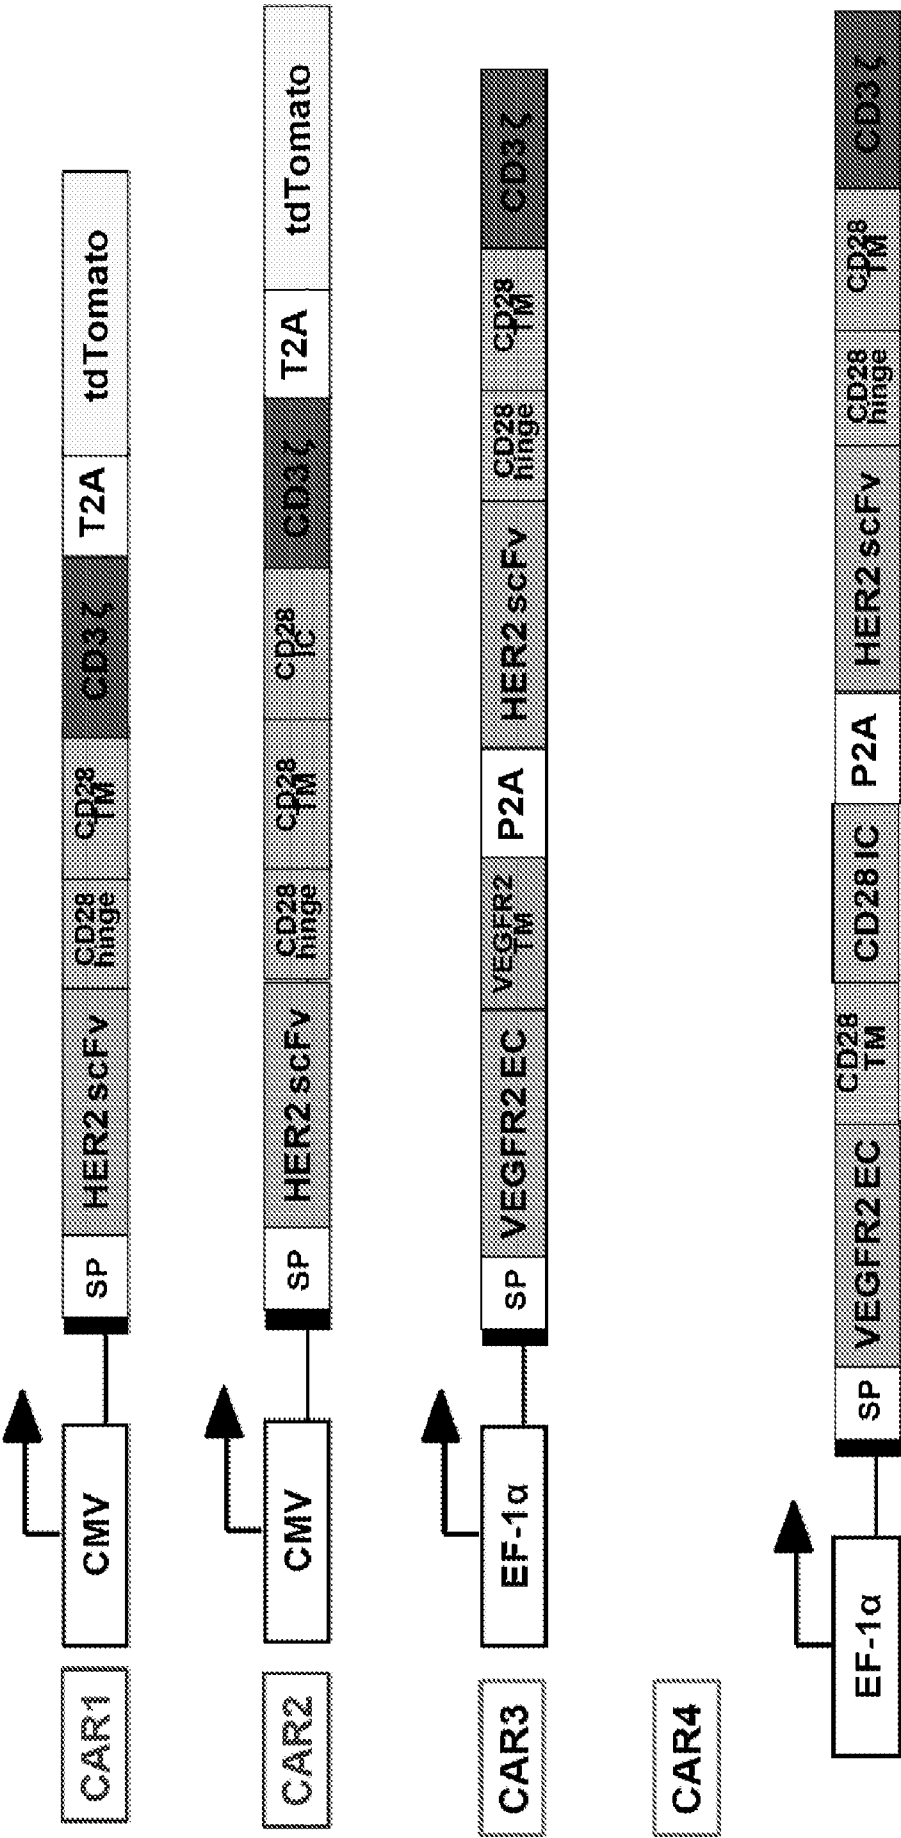 CAR1
CMV
SP
HER2 scFv
CD28
hinge
CD28
TM
CD3 ζ
T2A
tdTomato
CAR2
CMV
SP
HER2 scFv
CD28
hinge
CD28
TM
CD28
IC
CD3 ζ
T2A
tdTomato
CAR3
EF-1α
SP
VEGFR2 EC
VEGFR2
TM
P2A
HER2 scFv
CD28
hinge
CD28
TM
CD3 ζ
CAR4
EF-1α
SP
VEGFR2 EC
CD28
TM
CD28 IC
P2A
HER2 scFv
CD28
hinge
CD28
TM
CD3 ζ